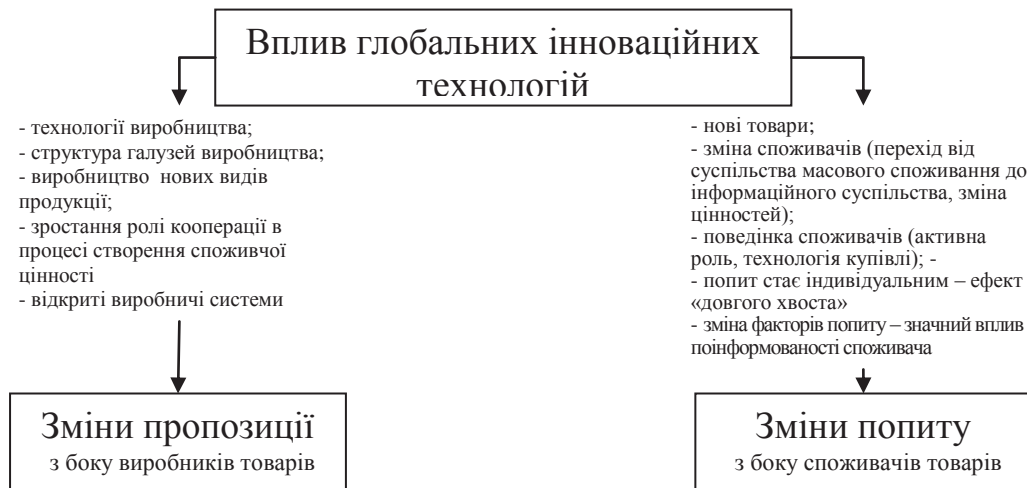 Вплив глобальних інноваційних
технологій
- технології виробництва;
- структура галузей виробництва;
- виробництво нових видів
продукції;
- зростання ролі кооперації в
процесі створення споживчої
цінності
- відкриті виробничі системи
- нові товари;
- зміна споживачів (перехід від
суспільства масового споживання до
інформаційного суспільства, зміна
цінностей);
- поведінка споживачів (активна
роль, технологія купівлі); -
- попит стає індивідуальним – ефект
«довгого хвоста»
- зміна факторів попиту – значний вплив
поінформованості споживача
Зміни пропозиції
з боку виробників товарів
Зміни попиту
з боку споживачів товарів